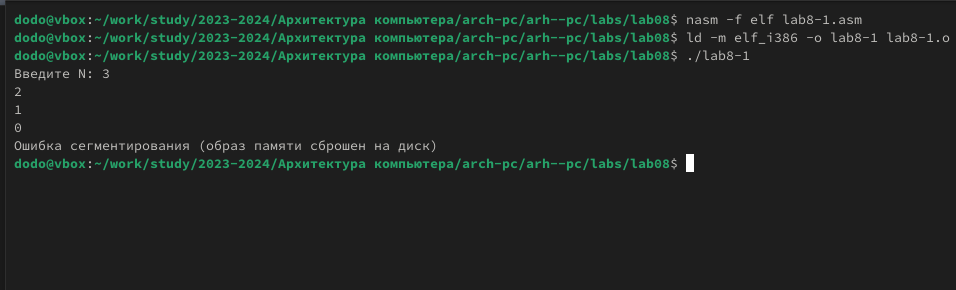 dodo@vbox:~/work/study/2023-2024/Архитектура компьютера/arch-pc/arh--pc/labs/lab08$ nasm -f elf lab8-1.asm
dodo@vbox:~/work/study/2023-2024/Архитектура компьютера/arch-pc/arh--pc/labs/lab08$ ld -m elf_i386 -o lab8-1 lab8-1.o
dodo@vbox:~/work/study/2023-2024/Архитектура компьютера/arch-pc/arh--pc/labs/lab08$ ./lab8-1
Введите N: 3
2
1
0
Ошибка сегментирования (образ памяти сброшен на диск)
dodo@vbox:~/work/study/2023-2024/Архитектура компьютера/arch-pc/arh--pc/labs/lab08$